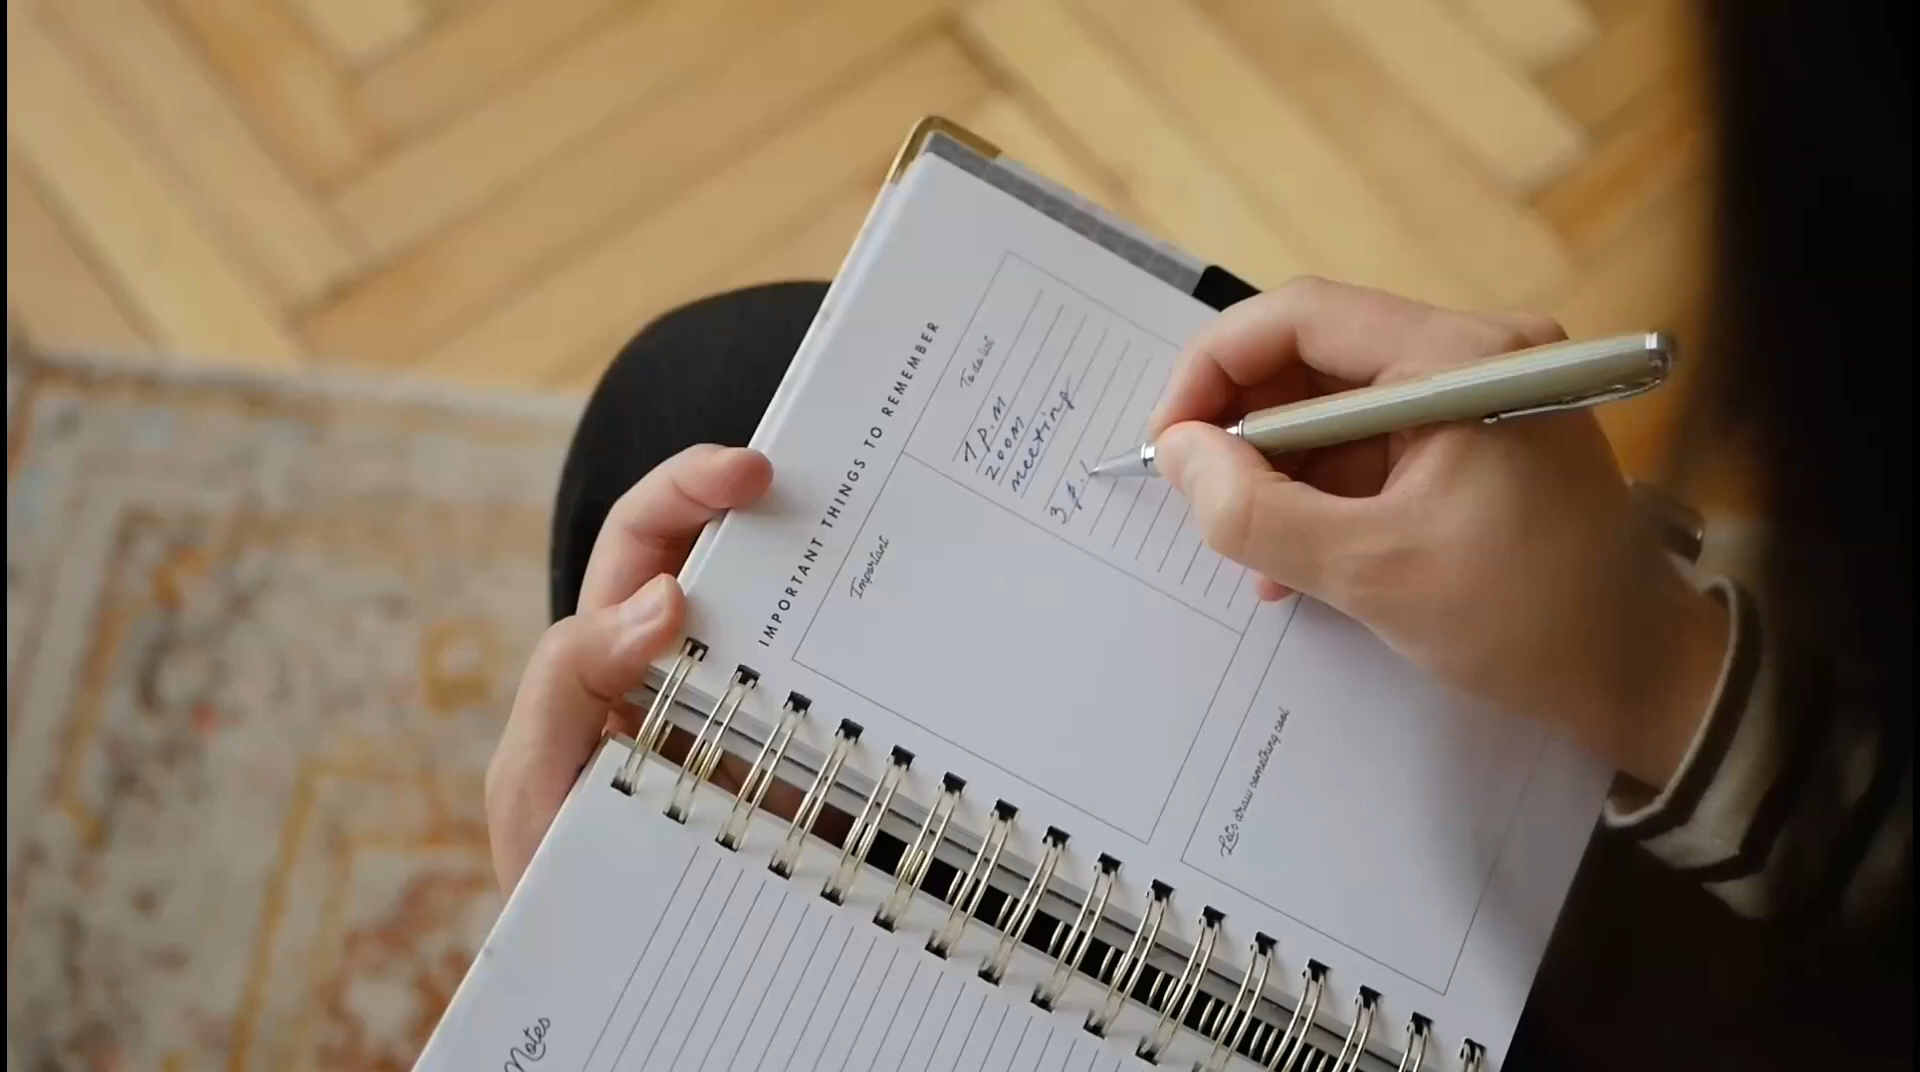 IMPORTANT THINGS TO REMEMBER
To do list
1 p.m
zoom
meeting
3 p.
Important
Let's draw something cool
Notes